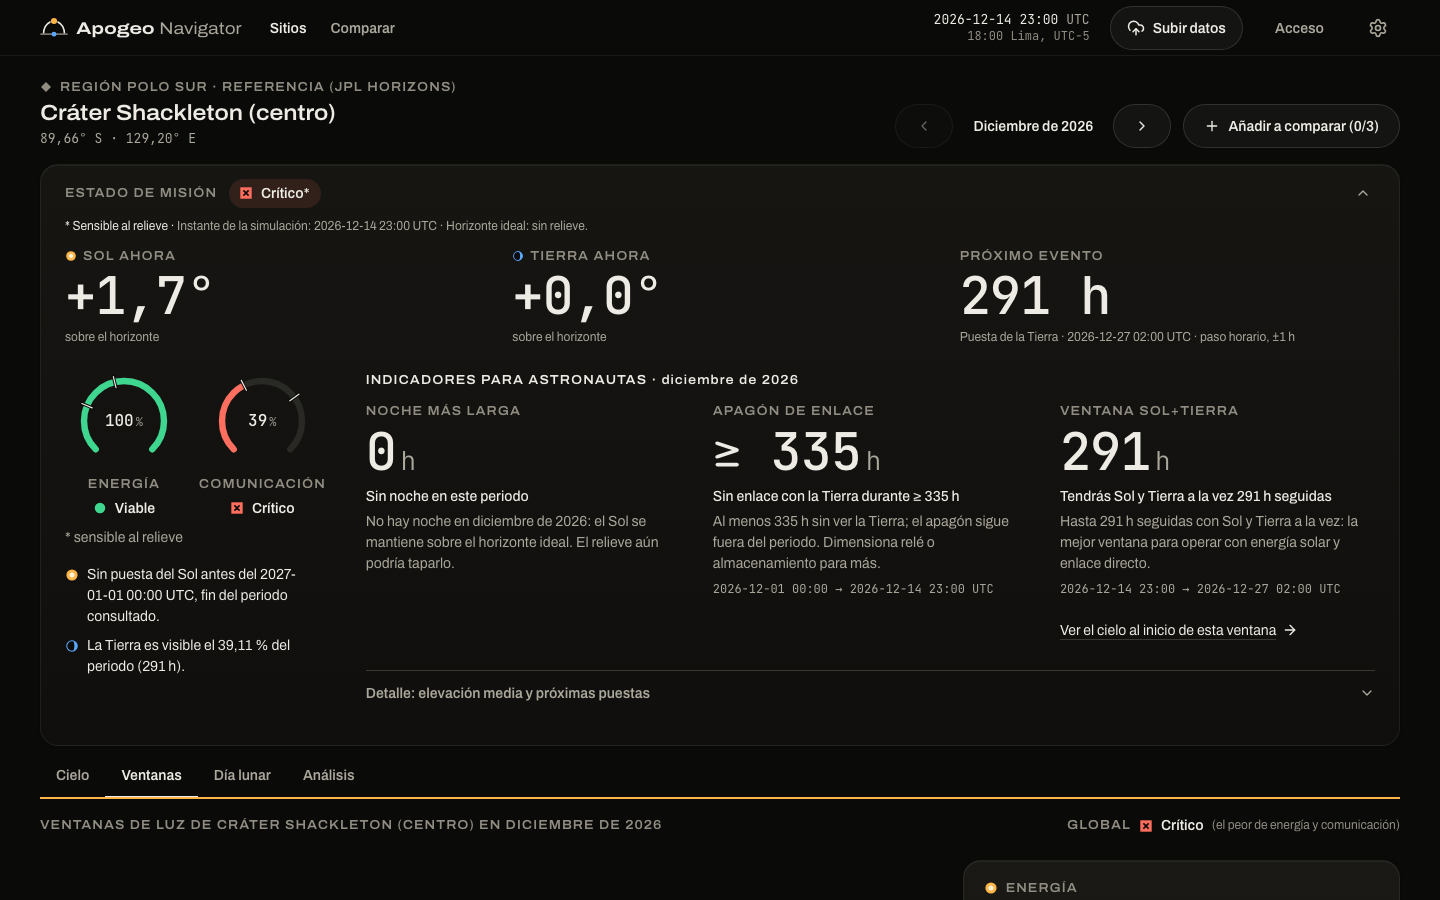 Apogeo Navigator
Sitios
Comparar
2026-12-14 23:00 UTC
18:00 Lima, UTC-5
Subir datos
Acceso
REGIÓN POLO SUR · REFERENCIA (JPL HORIZONS)
Cráter Shackleton (centro)
89,66° S · 129,20° E
Diciembre de 2026
Añadir a comparar (0/3)
ESTADO DE MISIÓN
Crítico*
* Sensible al relieve · Instante de la simulación: 2026-12-14 23:00 UTC · Horizonte ideal: sin relieve.
SOL AHORA
+1,7°
sobre el horizonte
TIERRA AHORA
+0,0°
sobre el horizonte
PRÓXIMO EVENTO
291 h
Puesta de la Tierra · 2026-12-27 02:00 UTC · paso horario, ±1 h
100%
ENERGÍA
Viable
39%
COMUNICACIÓN
Crítico
* sensible al relieve
Sin puesta del Sol antes del 2027-
01-01 00:00 UTC, fin del periodo
consultado.
La Tierra es visible el 39,11 % del
periodo (291 h).
INDICADORES PARA ASTRONAUTAS · diciembre de 2026
NOCHE MÁS LARGA
0 h
Sin noche en este periodo
No hay noche en diciembre de 2026: el Sol se
mantiene sobre el horizonte ideal. El relieve aún
podría taparlo.
APAGÓN DE ENLACE
≥ 335 h
Sin enlace con la Tierra durante ≥ 335 h
Al menos 335 h sin ver la Tierra; el apagón sigue
fuera del periodo. Dimensiona relé o
almacenamiento para más.
2026-12-01 00:00 → 2026-12-14 23:00 UTC
VENTANA SOL+TIERRA
291 h
Tendrás Sol y Tierra a la vez 291 h seguidas
Hasta 291 h seguidas con Sol y Tierra a la vez: la
mejor ventana para operar con energía solar y
enlace directo.
2026-12-14 23:00 → 2026-12-27 02:00 UTC
Ver el cielo al inicio de esta ventana →
Detalle: elevación media y próximas puestas
Cielo
Ventanas
Día lunar
Análisis
VENTANAS DE LUZ DE CRÁTER SHACKLETON (CENTRO) EN DICIEMBRE DE 2026
GLOBAL Crítico (el peor de energía y comunicación)
ENERGÍA